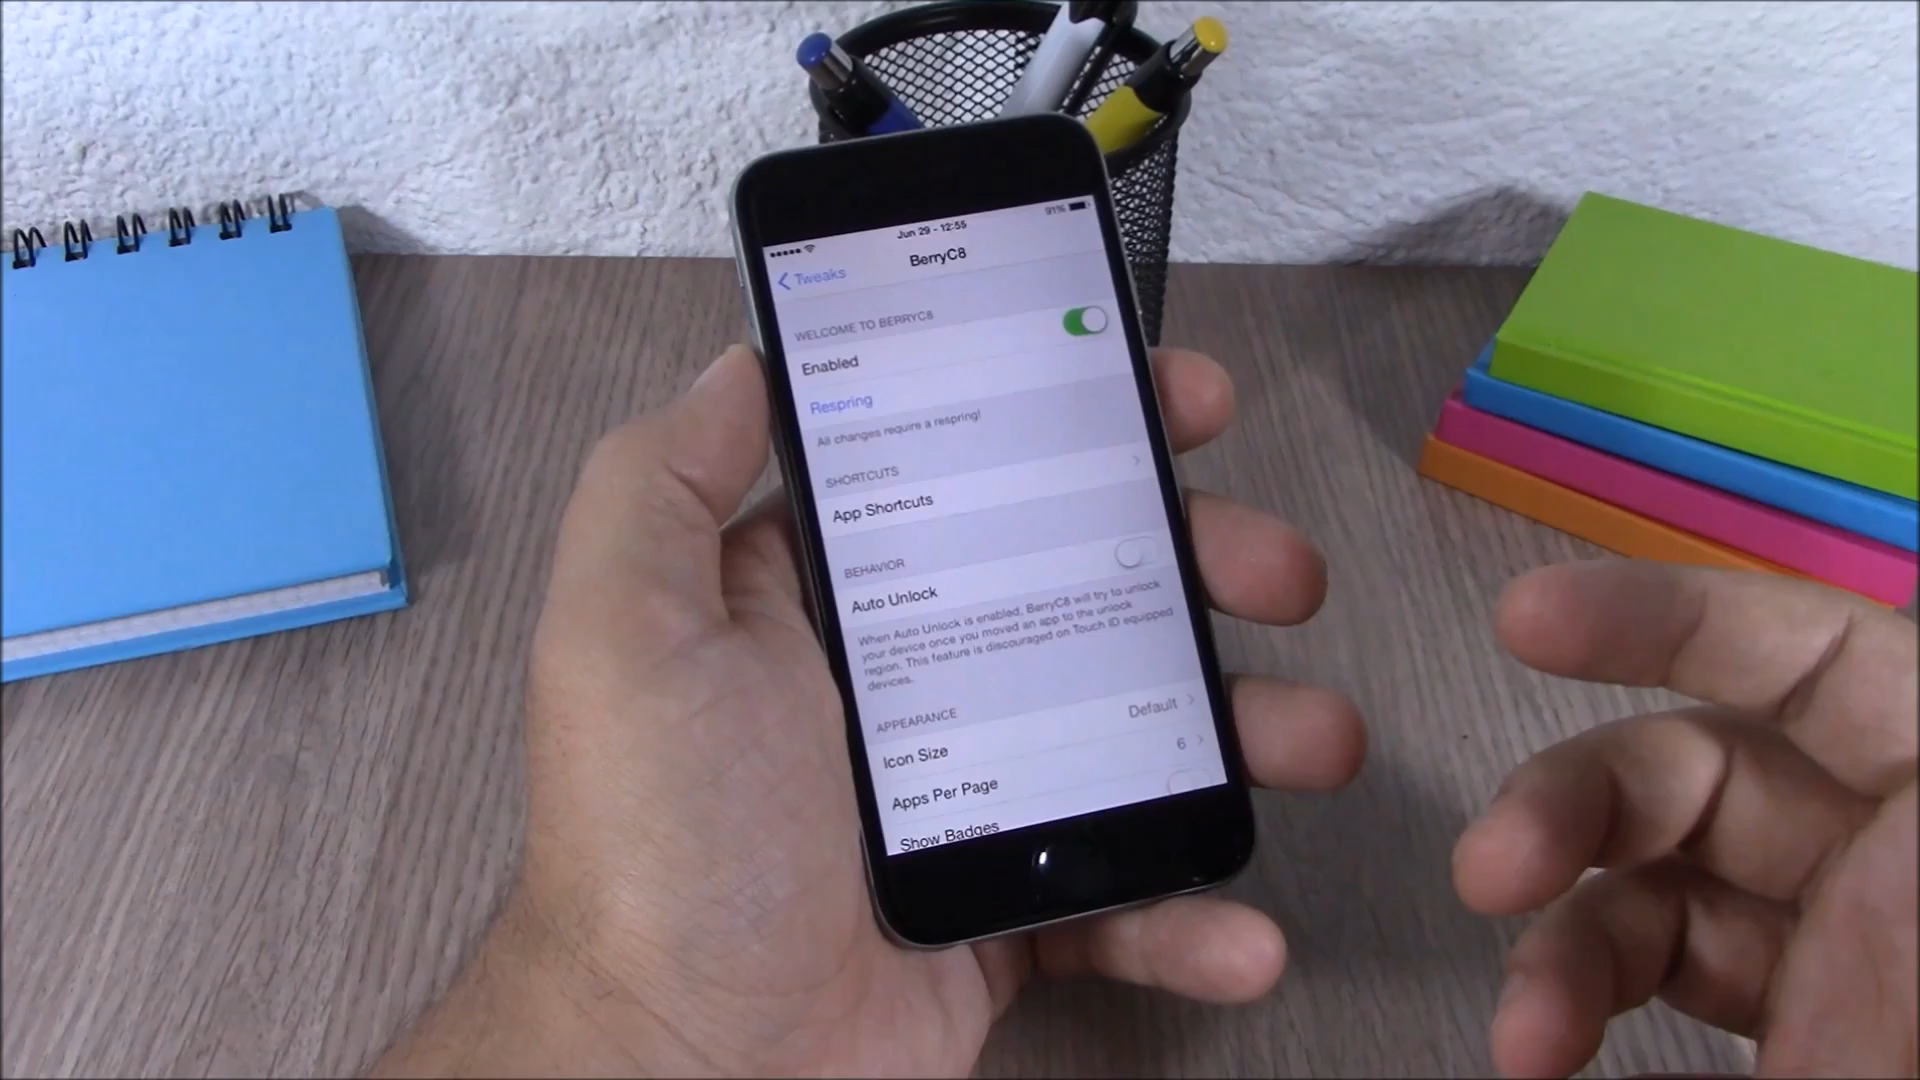 Jun 29 - 12:55
91%
Tweaks
BerryC8
WELCOME TO BERRYC8
Enabled
Respring
All changes require a respring!
SHORTCUTS
App Shortcuts
BEHAVIOR
Auto Unlock
When Auto Unlock is enabled, BerryC8 will try to unlock
your device once you moved an app to the unlock
region. This feature is discouraged on Touch ID equipped
devices.
APPEARANCE
Icon Size Default
Apps Per Page 6
Show Badges